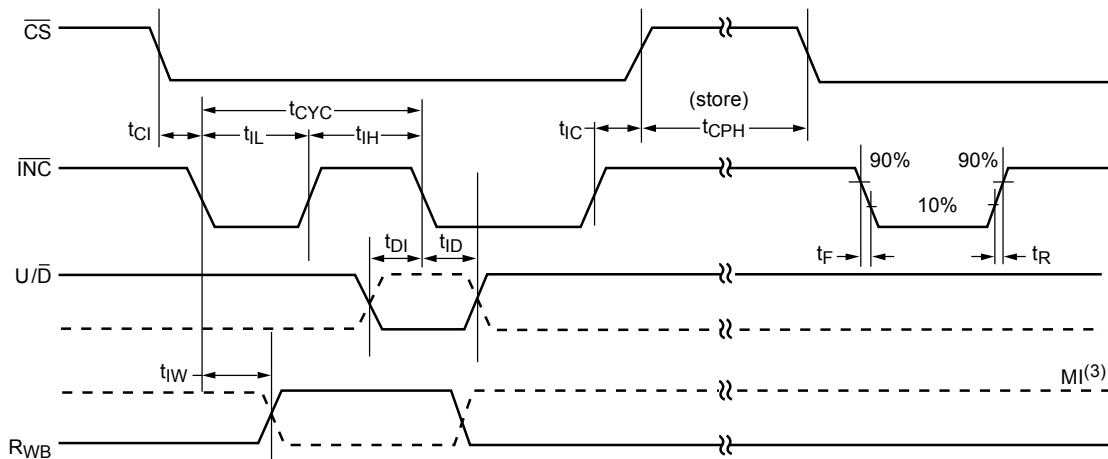 CS
(store)
tCYC
tCI
tIL
tIH
tIC
tCPH
INC
90%
90%
10%
tDI
tID
tF
tR
U/D
tIW
MI(3)
RWB